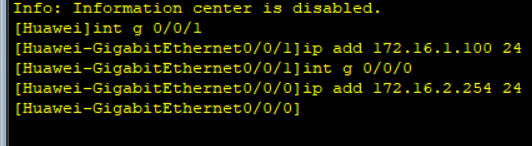 Info: Information center is disabled.
[Huawei]int g 0/0/1
[Huawei-GigabitEthernet0/0/1]ip add 172.16.1.100 24
[Huawei-GigabitEthernet0/0/1]int g 0/0/0
[Huawei-GigabitEthernet0/0/0]ip add 172.16.2.254 24
[Huawei-GigabitEthernet0/0/0]